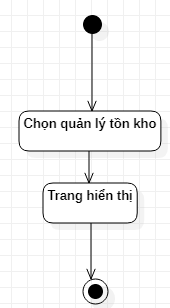 Chọn quản lý tồn kho
Trang hiển thị